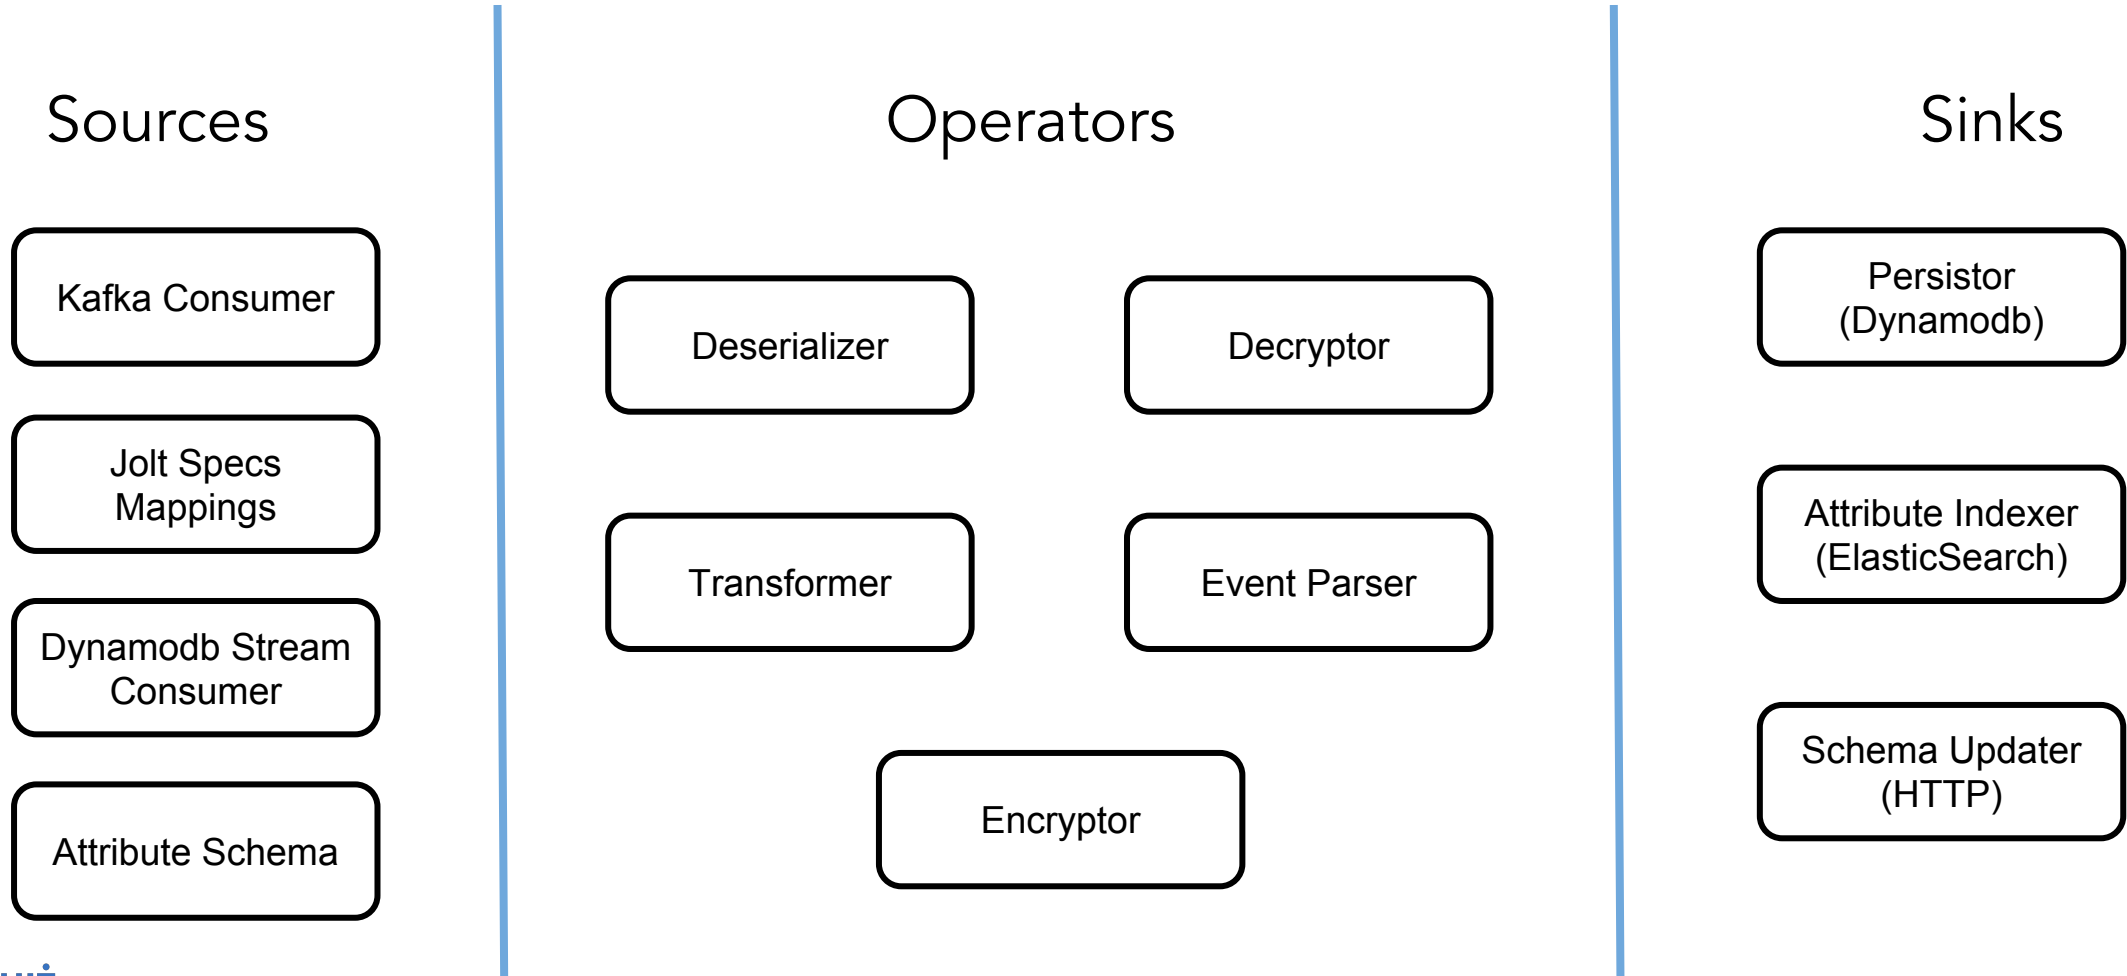 Sources
Operators
Sinks
Kafka Consumer
Jolt Specs
Mappings
Dynamodb Stream
Consumer
Attribute Schema
Deserializer
Decryptor
Transformer
Event Parser
Encryptor
Persistor
(Dynamodb)
Attribute Indexer
(ElasticSearch)
Schema Updater
(HTTP)